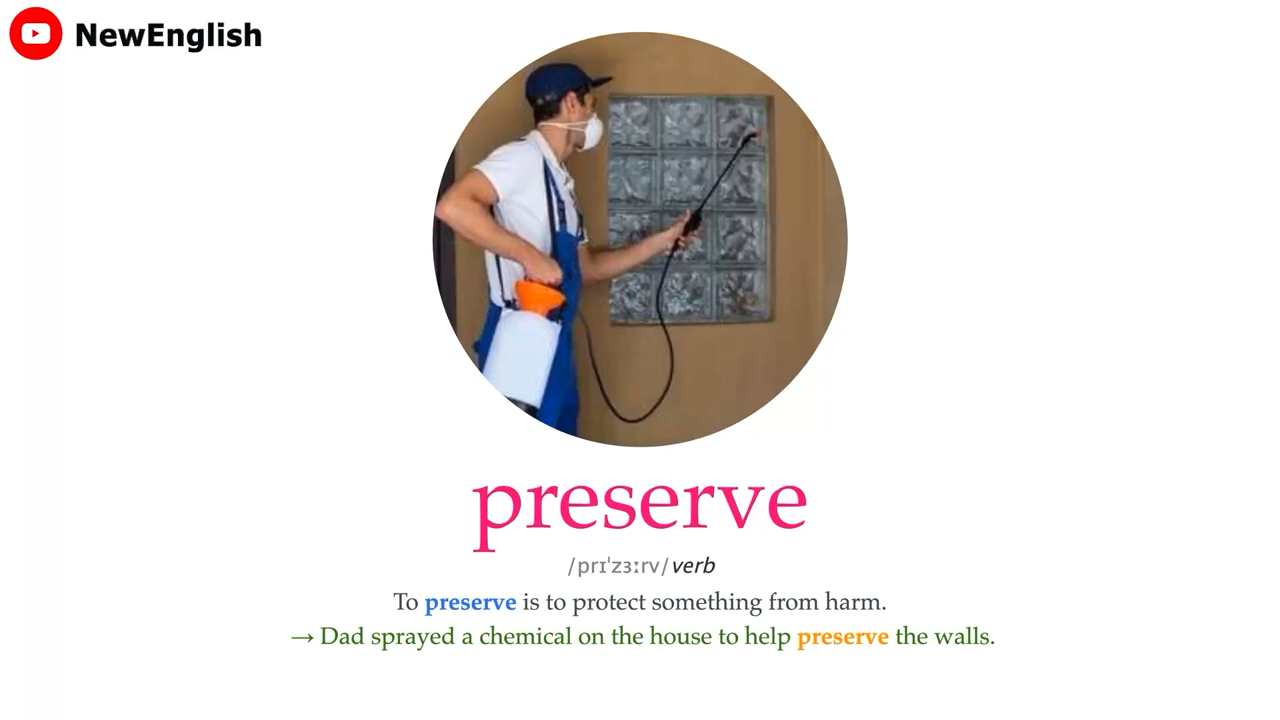 NewEnglish
preserve
/prɪˈzɜːrv/ verb
To preserve is to protect something from harm.
→ Dad sprayed a chemical on the house to help preserve the walls.